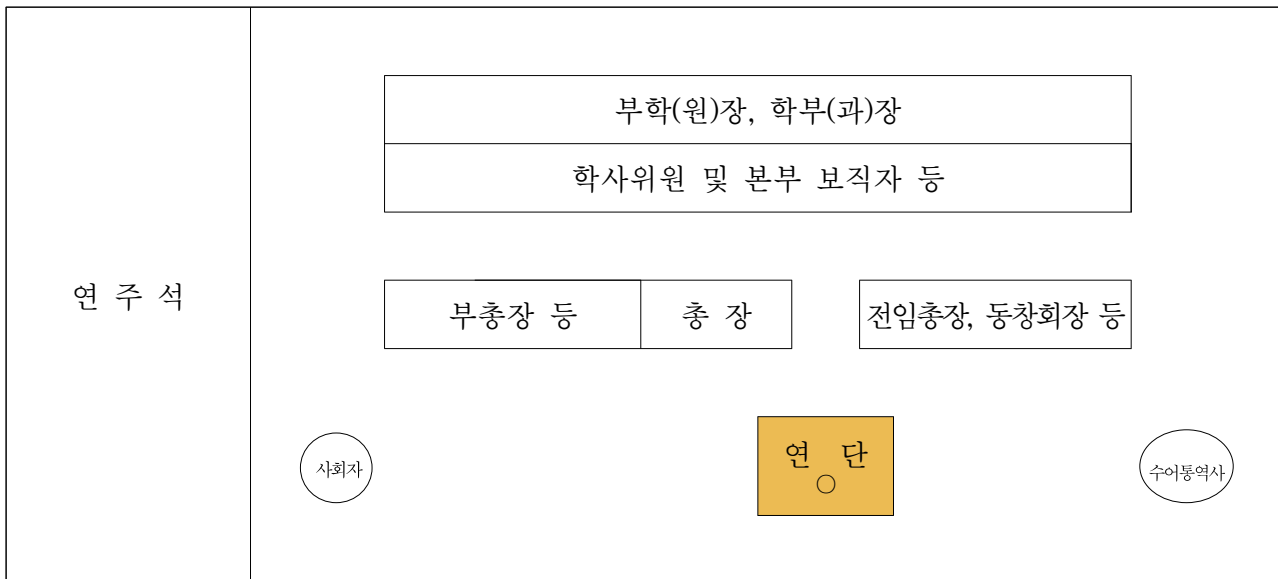 부학(원)장, 학부(과)장
학사위원 및 본부 보직자 등
연 주 석
부총장 등
총 장
전임총장, 동창회장 등
연 단
사회자
수어통역사